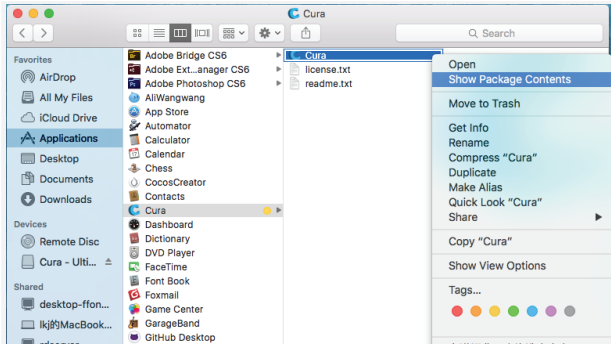 Cura
Search
Favorites
AirDrop
All My Files
iCloud Drive
Applications
Desktop
Documents
Downloads
Devices
Remote Disc
Cura - Ulti...
Shared
desktop-ffon...
lkj的MacBook...
Adobe Bridge CS6
Adobe Ext...anager CS6
Adobe Photoshop CS6
AliWangwang
App Store
Automator
Calculator
Calendar
Chess
CocosCreator
Contacts
Cura
Dashboard
Dictionary
DVD Player
FaceTime
Font Book
Foxmail
Game Center
GarageBand
GitHub Desktop
Cura
license.txt
readme.txt
Open
Show Package Contents
Move to Trash
Get Info
Rename
Compress “Cura”
Duplicate
Make Alias
Quick Look “Cura”
Share
Copy “Cura”
Show View Options
Tags...